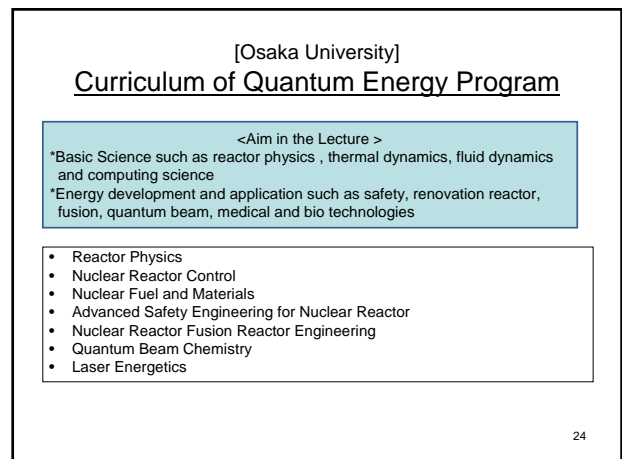 [Osaka University]
Curriculum of Quantum Energy Program
<Aim in the Lecture >
*Basic Science such as reactor physics , thermal dynamics, fluid dynamics
and computing science
*Energy development and application such as safety, renovation reactor,
fusion, quantum beam, medical and bio technologies
• Reactor Physics
• Nuclear Reactor Control
• Nuclear Fuel and Materials
• Advanced Safety Engineering for Nuclear Reactor
• Nuclear Reactor Fusion Reactor Engineering
• Quantum Beam Chemistry
• Laser Energetics
24